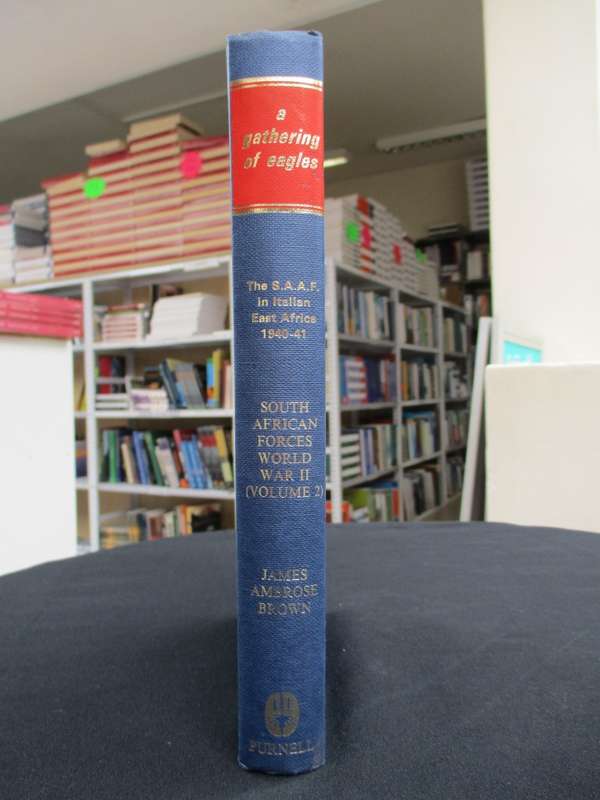 a
gathering
of eagles
The S.A.A.F.
in Italian
East Africa
1940-41
SOUTH
AFRICAN
FORCES
WORLD
WAR II
(VOLUME 2)
JAMES
AMBROSE
BROWN
PURNELL